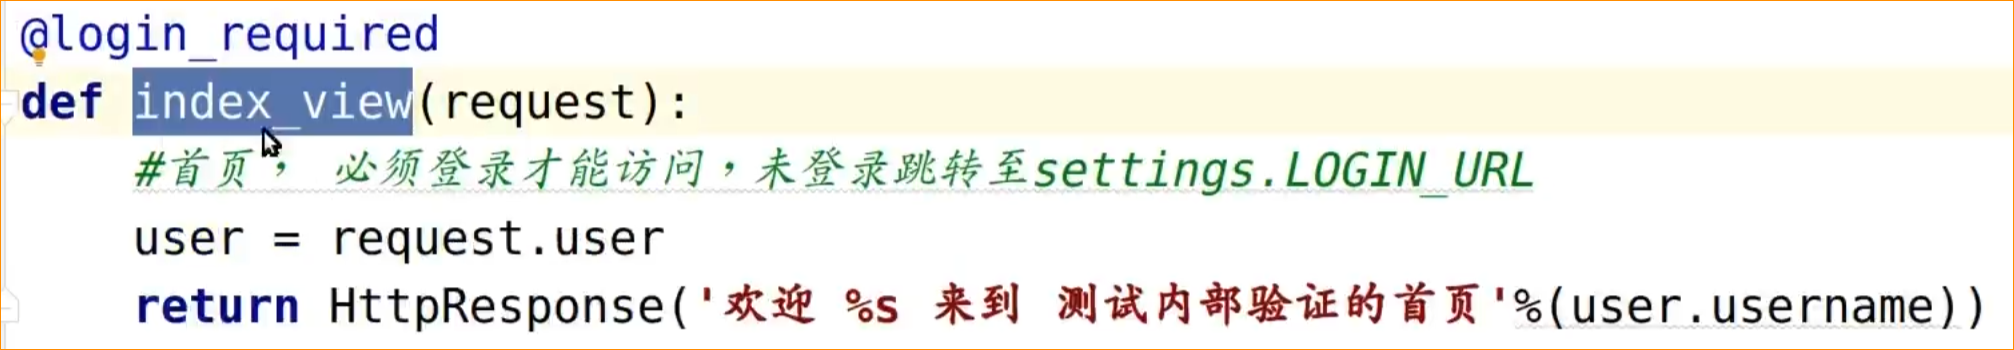 @login_required
def index_view(request):
    #首页， 必须登录才能访问，未登录跳转至settings.LOGIN_URL
    user = request.user
    return HttpResponse('欢迎 %s 来到 测试内部验证的首页'%(user.username))